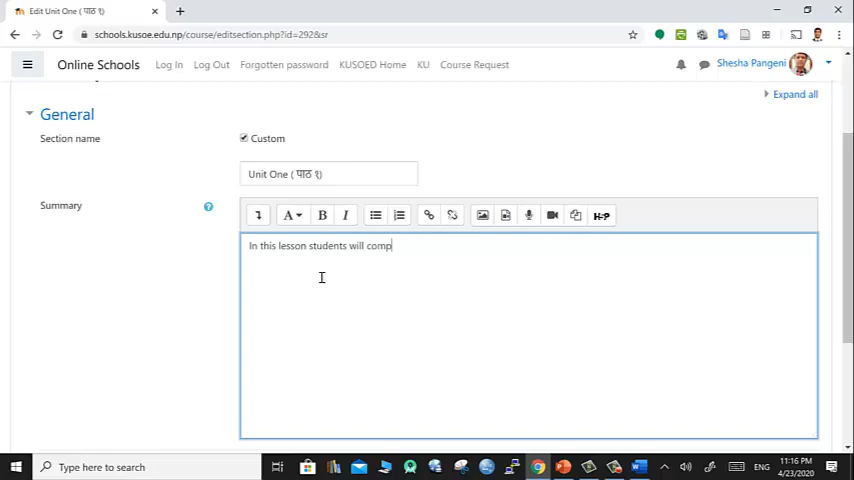 Edit Unit One ( पाठ १)
schools.kusoe.edu.np/course/editsection.php?id=292&sr
Online Schools Log In Log Out Forgotten password KUSOED Home KU Course Request Shesha Pangeni
Expand all
General
Section name Custom
Unit One ( पाठ १)
Summary
A B I H-P
In this lesson students will comp
Type here to search
ENG
11:16 PM
4/23/2020